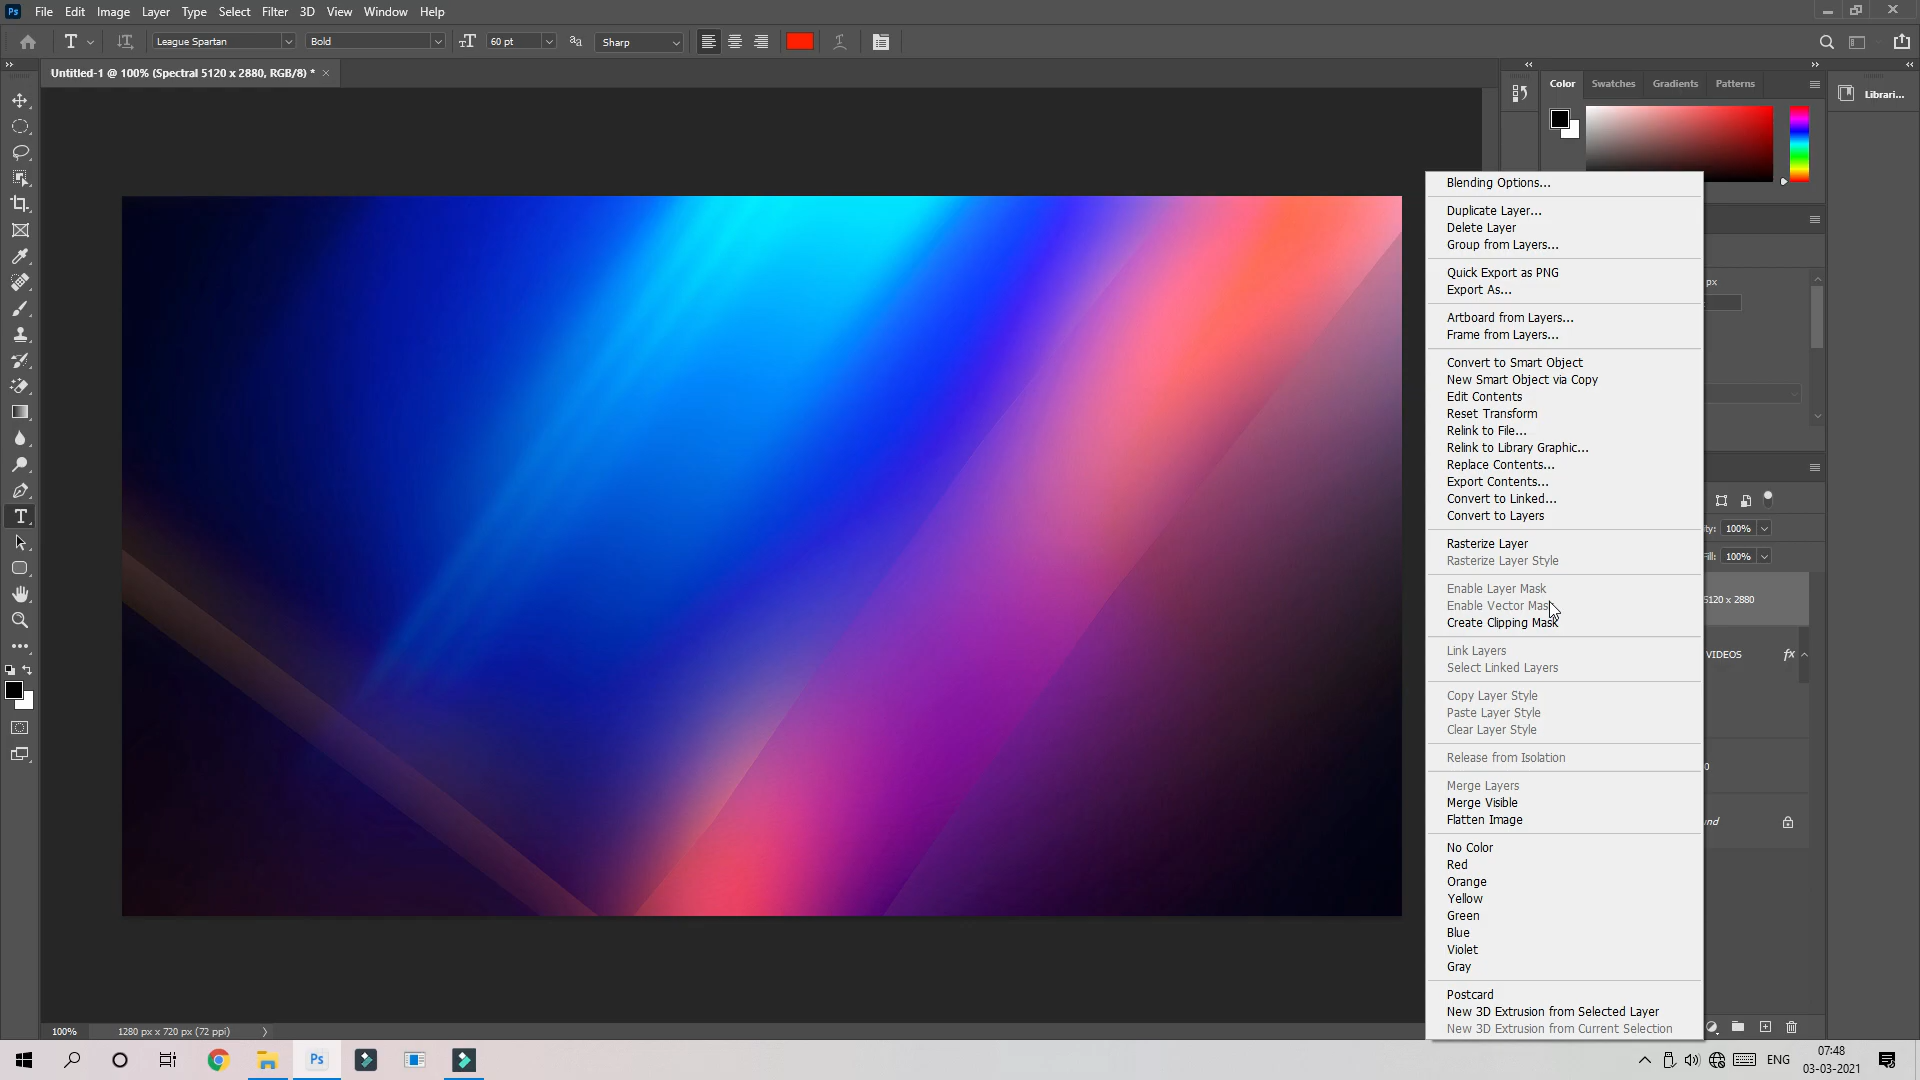 Ps File Edit Image Layer Type Select Filter 3D View Window Help
T League Spartan Bold 60 pt Sharp
Untitled-1 @ 100% (Spectral 5120 x 2880, RGB/8) *
Color Swatches Gradients Patterns
Librari...
Blending Options...
Duplicate Layer...
Delete Layer
Group from Layers...
Quick Export as PNG
px
Export As...
Artboard from Layers...
Frame from Layers...
Convert to Smart Object
New Smart Object via Copy
Edit Contents
Reset Transform
Relink to File...
Relink to Library Graphic...
Replace Contents...
Export Contents...
Convert to Linked...
Convert to Layers
ity: 100%
Rasterize Layer
Fill: 100%
Rasterize Layer Style
Enable Layer Mask
5120 x 2880
Enable Vector Mas
Create Clipping Mask
Link Layers
VIDEOS fx
Select Linked Layers
Copy Layer Style
Paste Layer Style
Clear Layer Style
Release from Isolation
0
Merge Layers
Merge Visible
Flatten Image
und
No Color
Red
Orange
Yellow
Green
Blue
Violet
Gray
Postcard
New 3D Extrusion from Selected Layer
New 3D Extrusion from Current Selection
100% 1280 px x 720 px (72 ppi)
Ps
ENG
07:48
03-03-2021